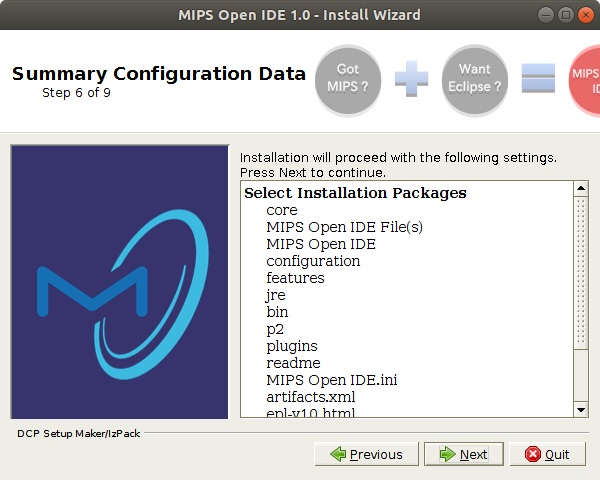 MIPS Open IDE 1.0 - Install Wizard
Summary Configuration Data
Step 6 of 9
Got
MIPS ?
Want
Eclipse ?
MIPS
Installation will proceed with the following settings.
Press Next to continue.
Select Installation Packages
core
MIPS Open IDE File(s)
MIPS Open IDE
configuration
features
jre
bin
p2
plugins
readme
MIPS Open IDE.ini
artifacts.xml
epl-v10.html
DCP Setup Maker/IzPack
Previous
Next
Quit